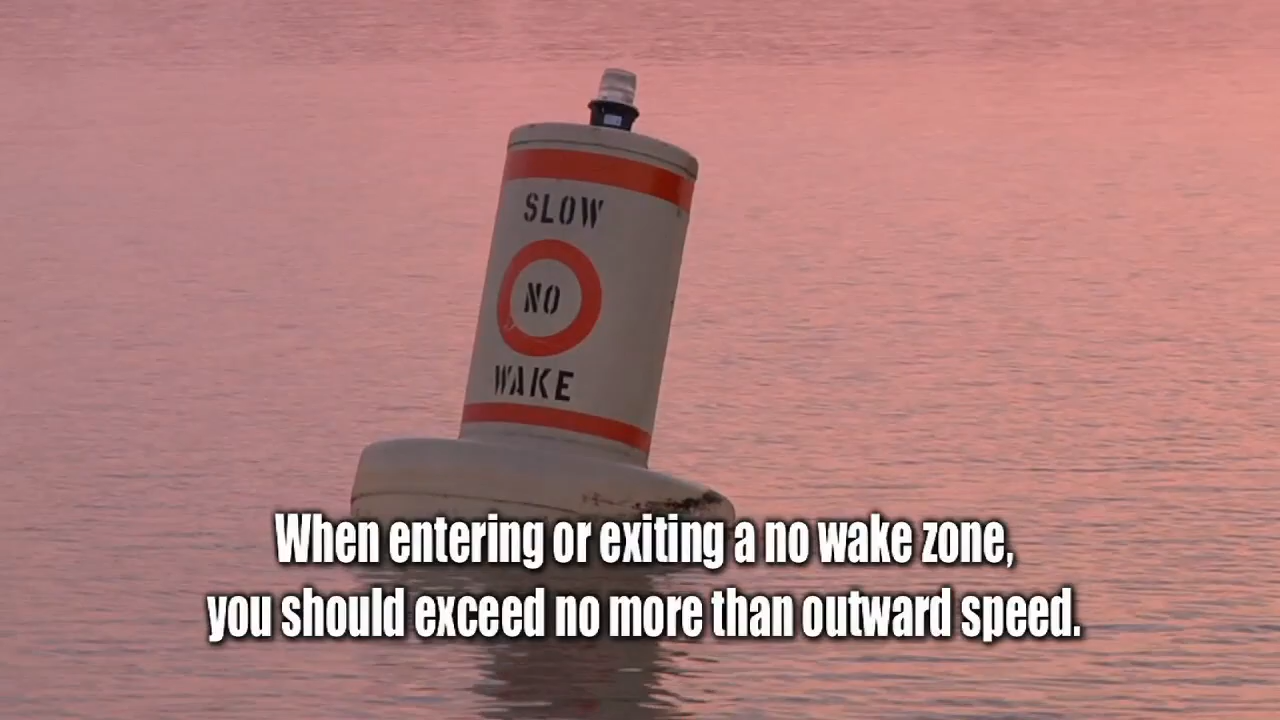 SLOW
NO
WAKE
When entering or exiting a no wake zone,
you should exceed no more than outward speed.